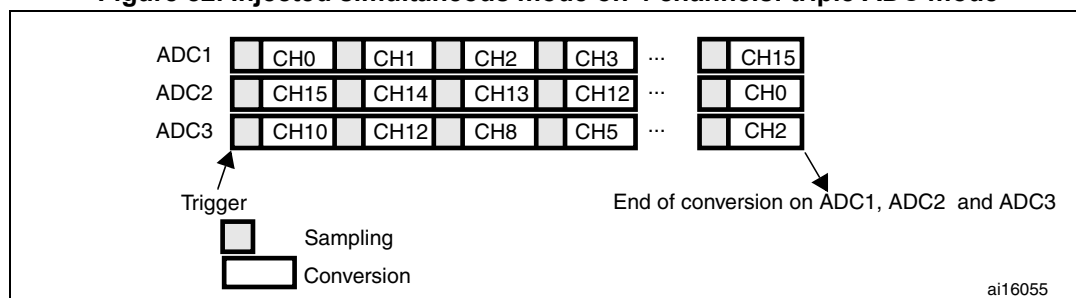 Injected simultaneous mode on 4 channels: triple ADC mode
ADC1 CH0 CH1 CH2 CH3 ... CH15
ADC2 CH15 CH14 CH13 CH12 ... CH0
ADC3 CH10 CH12 CH8 CH5 ... CH2
Trigger
End of conversion on ADC1, ADC2 and ADC3
Sampling
Conversion
ai16055